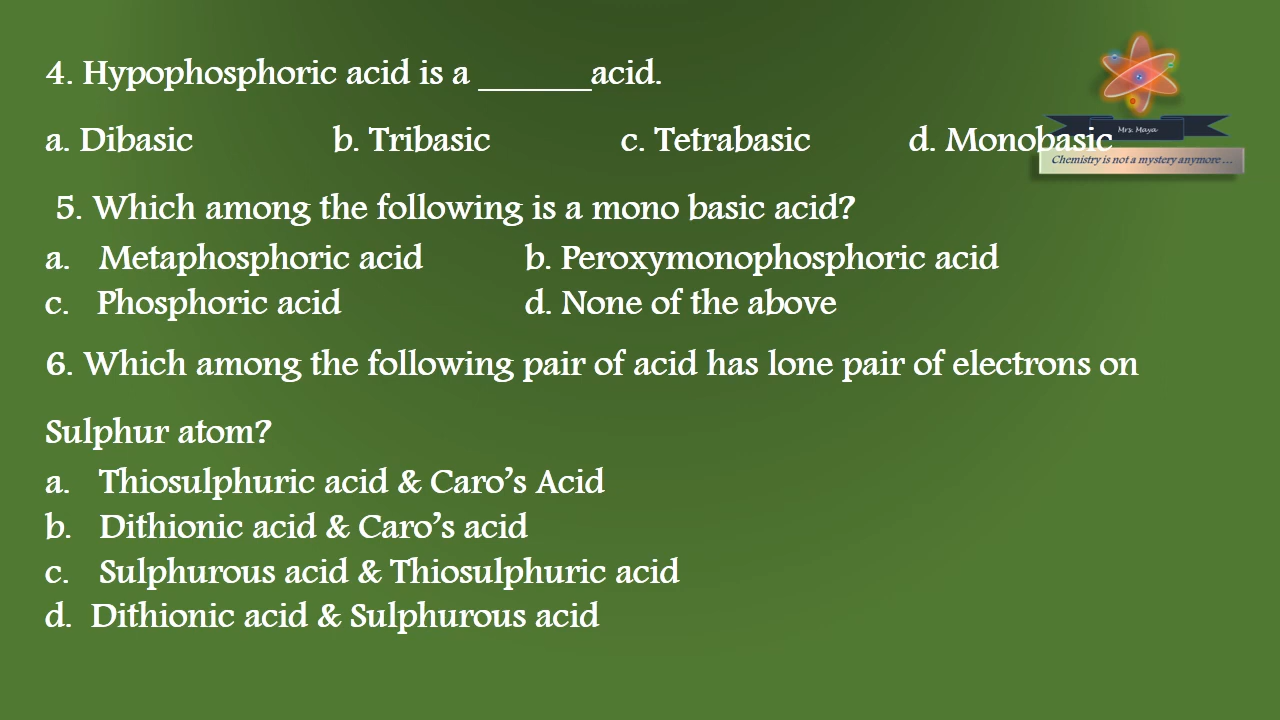 4. Hypophosphoric acid is a _______acid.
Mrs. Maya
a. Dibasic b. Tribasic c. Tetrabasic d. Monobasic
Chemistry is not a mystery anymore ...
5. Which among the following is a mono basic acid?
a. Metaphosphoric acid b. Peroxymonophosphoric acid
c. Phosphoric acid d. None of the above
6. Which among the following pair of acid has lone pair of electrons on
Sulphur atom?
a. Thiosulphuric acid & Caro’s Acid
b. Dithionic acid & Caro’s acid
c. Sulphurous acid & Thiosulphuric acid
d. Dithionic acid & Sulphurous acid